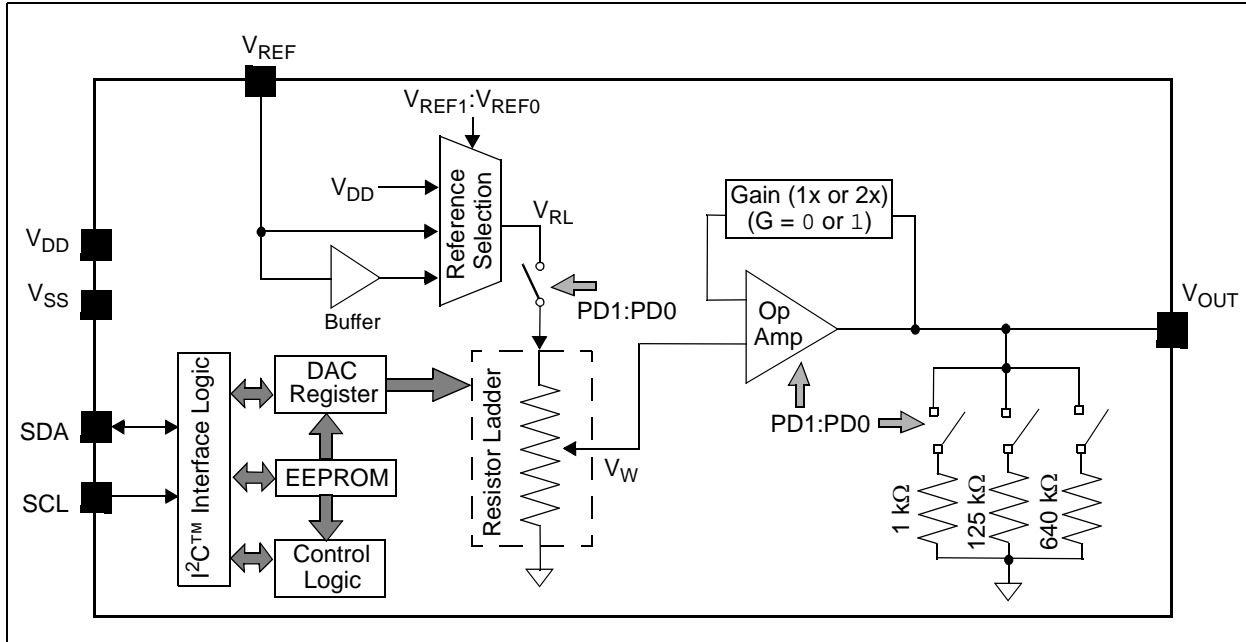 VREF
VREF1:VREF0
VDD
Reference
Selection
VRL
Gain (1x or 2x)
(G = 0 or 1)
VDD
VSS
Buffer
PD1:PD0
Op
Amp
VOUT
I²C™ Interface Logic
DAC
Register
Resistor Ladder
PD1:PD0
SDA
EEPROM
VW
SCL
Control
Logic
1 kΩ
125 kΩ
640 kΩ